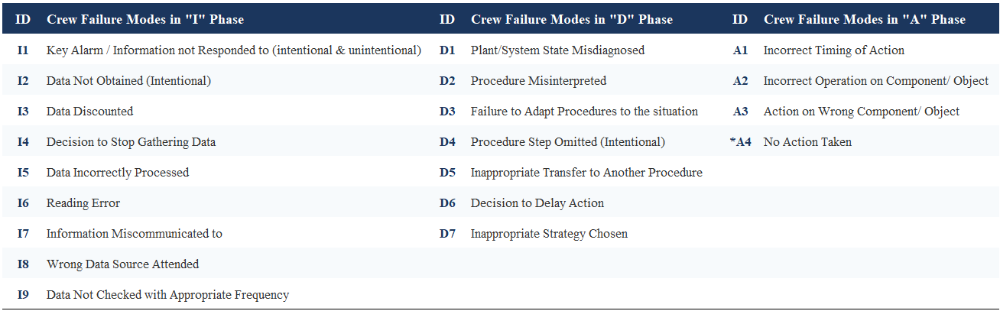 ID Crew Failure Modes in "I" Phase ID Crew Failure Modes in "D" Phase ID Crew Failure Modes in "A" Phase
I1 Key Alarm / Information not Responded to (intentional & unintentional) D1 Plant/System State Misdiagnosed A1 Incorrect Timing of Action
I2 Data Not Obtained (Intentional) D2 Procedure Misinterpreted A2 Incorrect Operation on Component/ Object
I3 Data Discounted D3 Failure to Adapt Procedures to the situation A3 Action on Wrong Component/ Object
I4 Decision to Stop Gathering Data D4 Procedure Step Omitted (Intentional) *A4 No Action Taken
I5 Data Incorrectly Processed D5 Inappropriate Transfer to Another Procedure
I6 Reading Error D6 Decision to Delay Action
I7 Information Miscommunicated to D7 Inappropriate Strategy Chosen
I8 Wrong Data Source Attended
I9 Data Not Checked with Appropriate Frequency